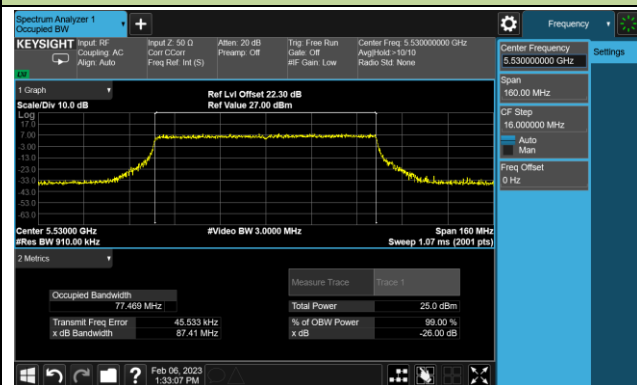 Spectrum Analyzer 1
Occupied BW
+
Frequency
KEYSIGHT
Input: RF
Coupling: AC
Align: Auto
Input Z: 50 Ω
Corr CCorr
Freq Ref: Int (S)
Atten: 20 dB
Preamp: Off
Trig: Free Run
Gate: Off
#IF Gain: Low
Center Freq: 5.530000000 GHz
Avg|Hold:>10/10
Radio Std: None
Center Frequency
5.530000000 GHz
Settings
Span
160.00 MHz
CF Step
16.000000 MHz
Auto
Man
Freq Offset
0 Hz
1 Graph
Ref Lvl Offset 22.30 dB
Scale/Div 10.0 dB
Ref Value 27.00 dBm
Log
17.0
7.00
-3.00
-13.0
-23.0
-33.0
-43.0
-53.0
-63.0
Center 5.53000 GHz
#Video BW 3.0000 MHz
Span 160 MHz
#Res BW 910.00 kHz
Sweep 1.07 ms (2001 pts)
2 Metrics
Measure Trace
Trace 1
Occupied Bandwidth
77.469 MHz
Total Power
25.0 dBm
Transmit Freq Error
45.533 kHz
% of OBW Power
99.00 %
x dB Bandwidth
87.41 MHz
x dB
-26.00 dB
?
Feb 06, 2023
1:33:07 PM